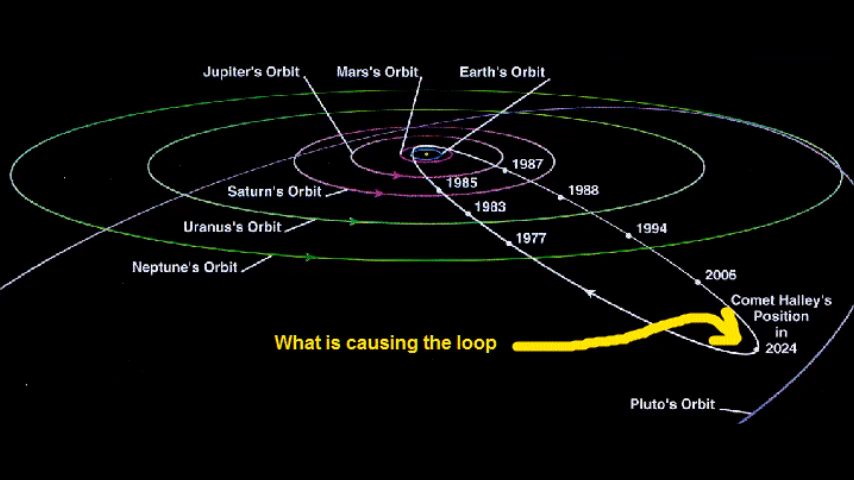 Jupiter's Orbit
Mars's Orbit
Earth's Orbit
1987
1985
1988
Saturn's Orbit
1983
Uranus's Orbit
1994
1977
Neptune's Orbit
2005
Comet Halley's
Position
in
2024
What is causing the loop
Pluto's Orbit